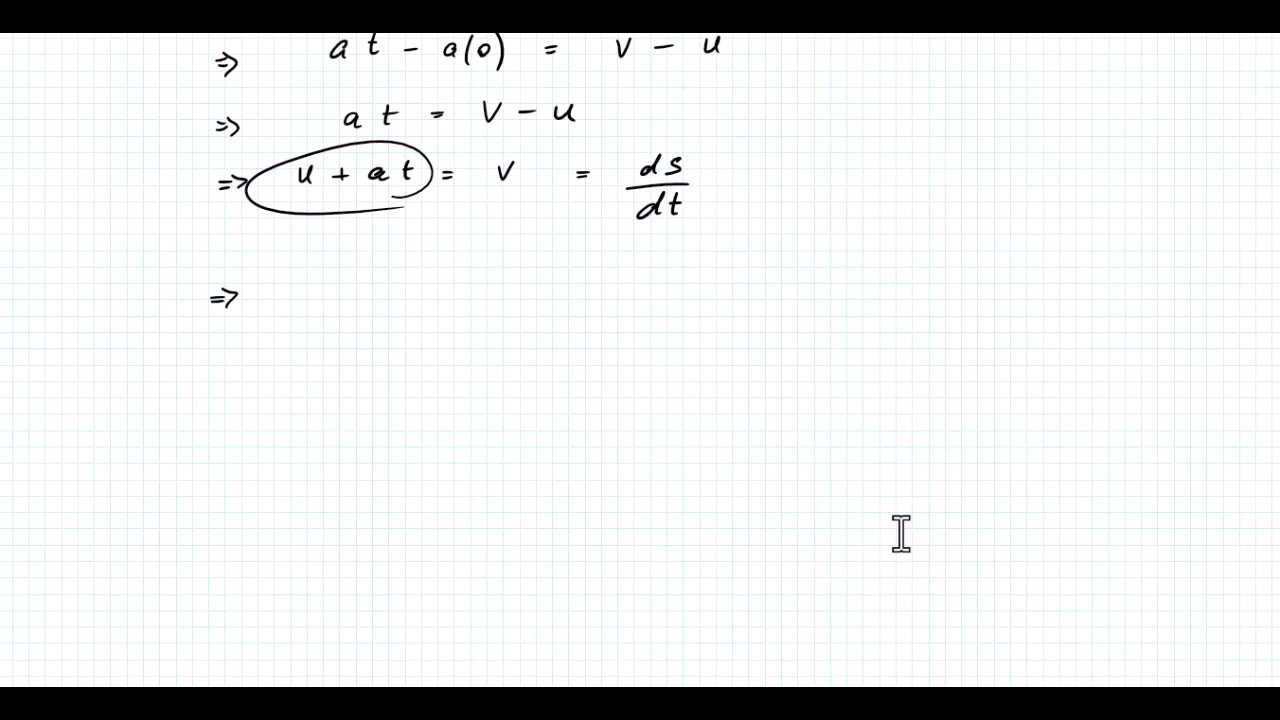 ⇒ a t - a(0) = v - u
⇒ a t = v - u
⇒ u + a t = v = ds/dt
⇒